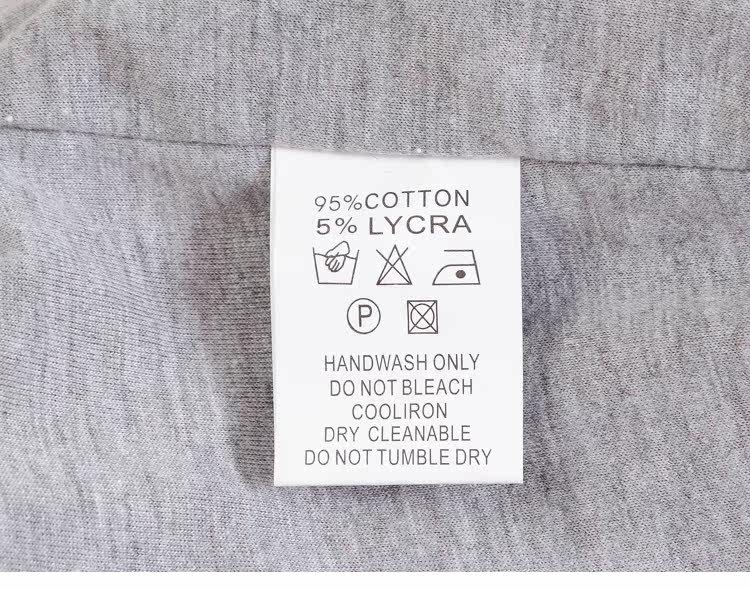 95%COTTON
5% LYCRA
P
HANDWASH ONLY
DO NOT BLEACH
COOLIRON
DRY CLEANABLE
DO NOT TUMBLE DRY